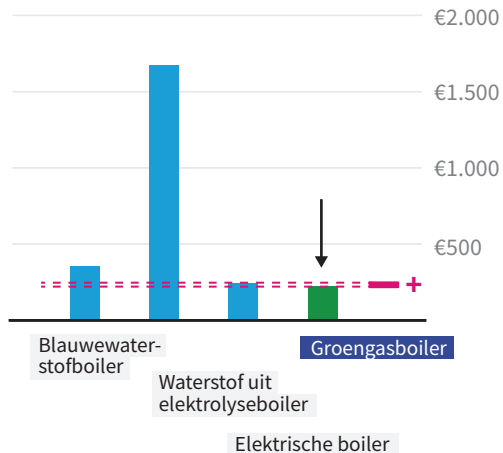 €2.000
€1.500
€1.000
€500
+
Blauwewater-
stofboiler
Groengasboiler
Waterstof uit
elektrolyseboiler
Elektrische boiler